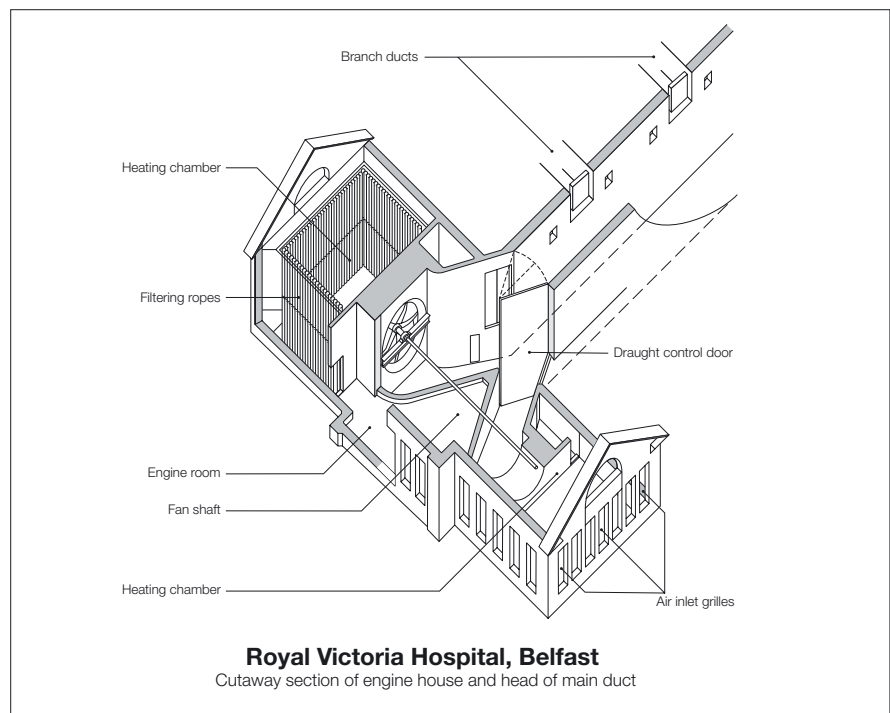 Branch ducts
Heating chamber
Filtering ropes
Draught control door
Engine room
Fan shaft
Heating chamber
Air inlet grilles
Royal Victoria Hospital, Belfast
Cutaway section of engine house and head of main duct